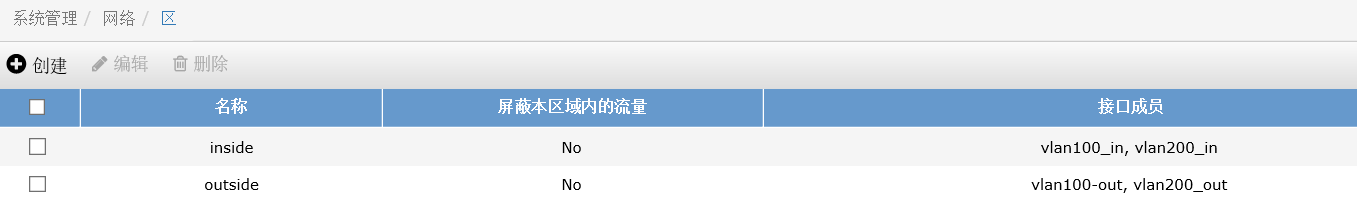 系统管理 / 网络 / 区
创建 编辑 删除
名称 屏蔽本区域内的流量 接口成员
inside No vlan100_in, vlan200_in
outside No vlan100-out, vlan200_out